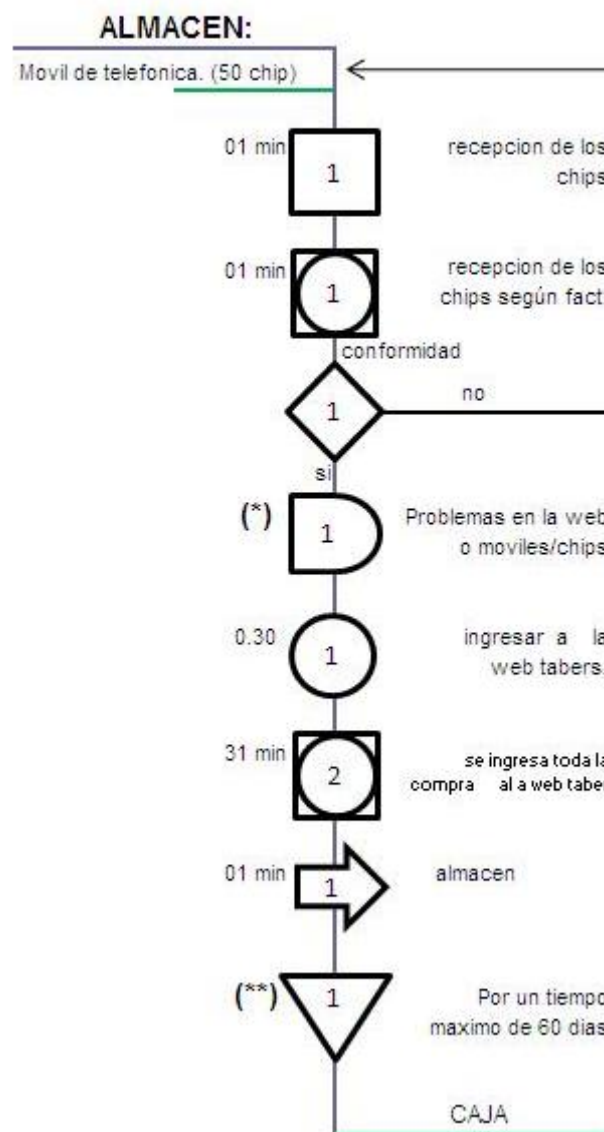 ALMACEN:
Movil de telefonica. (50 chip)
01 min
1
recepcion de los
chips
01 min
1
recepcion de los
chips según fact
conformidad
1
no
si
(*)
1
Problemas en la web
o moviles/chips
0.30
1
ingresar a la
web tabers.
31 min
2
se ingresa toda la
compra al a web taber
01 min
1
almacen
(**)
1
Por un tiempo
maximo de 60 dias
CAJA